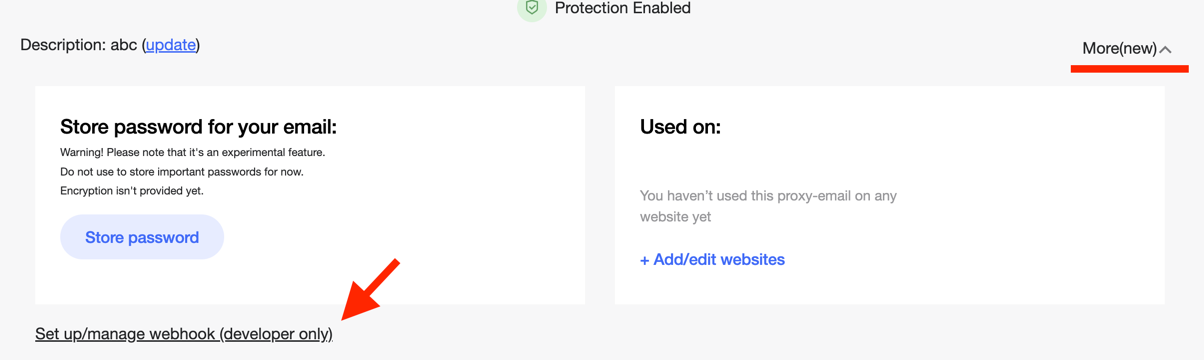 Protection Enabled
Description: abc (update)
More(new)
Store password for your email:
Warning! Please note that it's an experimental feature.
Do not use to store important passwords for now.
Encryption isn't provided yet.
Store password
Used on:
You haven’t used this proxy-email on any
website yet
+ Add/edit websites
Set up/manage webhook (developer only)